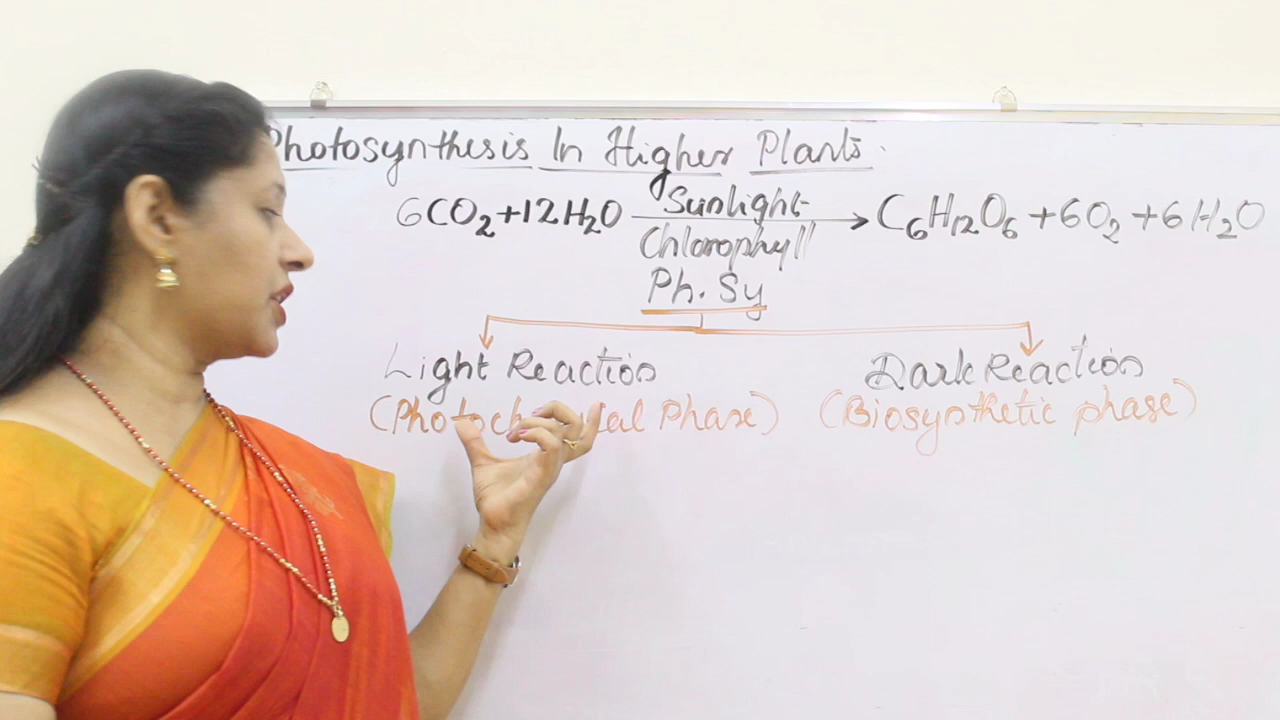 Photosynthesis In Higher Plants.
6CO₂+12H₂O Sunlight → C₆H₁₂O₆+6O₂+6H₂O
Chlorophyll
Ph. Sy
Light Reaction Dark Reaction
(Photochemical Phase) (Biosynthetic phase)